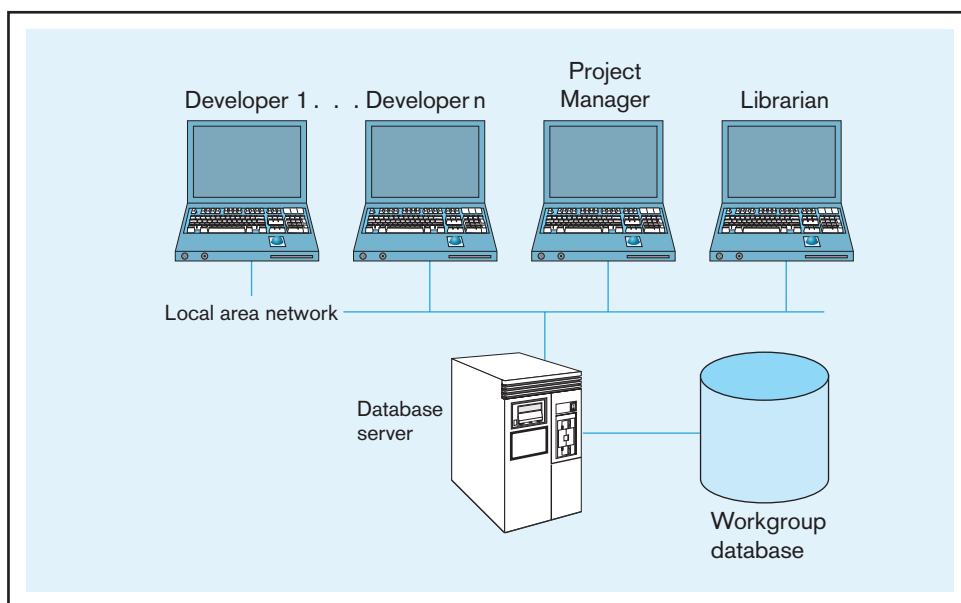 Project
Manager
Developer 1 . . . Developer n
Librarian
Local area network
Database
server
Workgroup
database